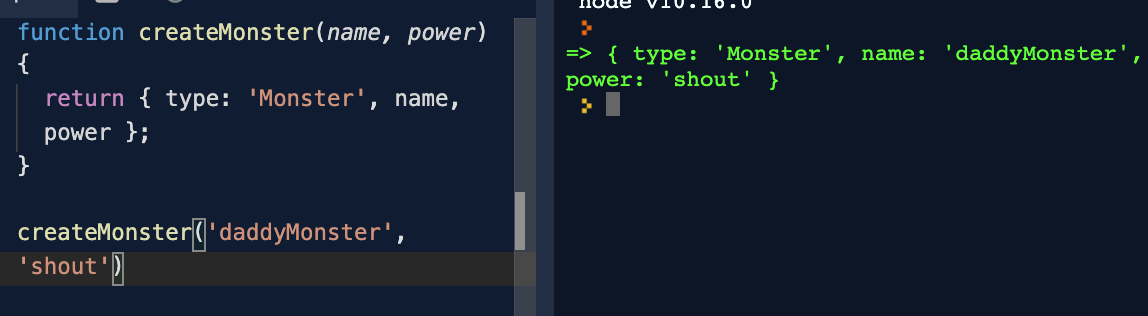 function createMonster(name, power)
{
return { type: 'Monster', name,
power };
}
createMonster('daddyMonster',
'shout')
node v10.16.0
=> { type: 'Monster', name: 'daddyMonster',
power: 'shout' }